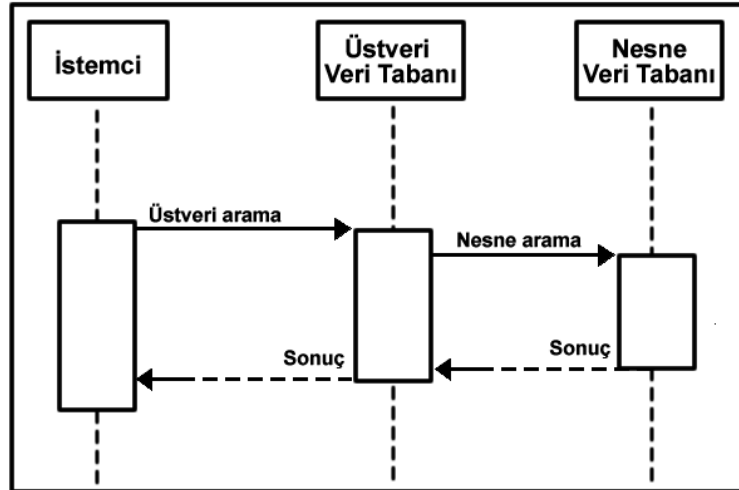 İstemci
Üstveri
Veri Tabanı
Nesne
Veri Tabanı
Üstveri arama
Nesne arama
Sonuç
Sonuç